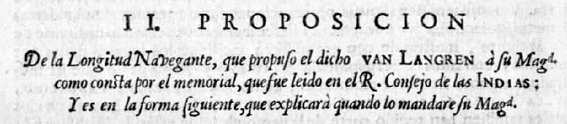 II. PROPOSICION
De la Longitud Navegante, que propuso el dicho VAN LANGREN à su Magd.
como consta por el memorial, que fue leido en el R. Consejo de las INDIAS;
Y es en la forma siguiente, que explicarà quando lo mandare su Magd.